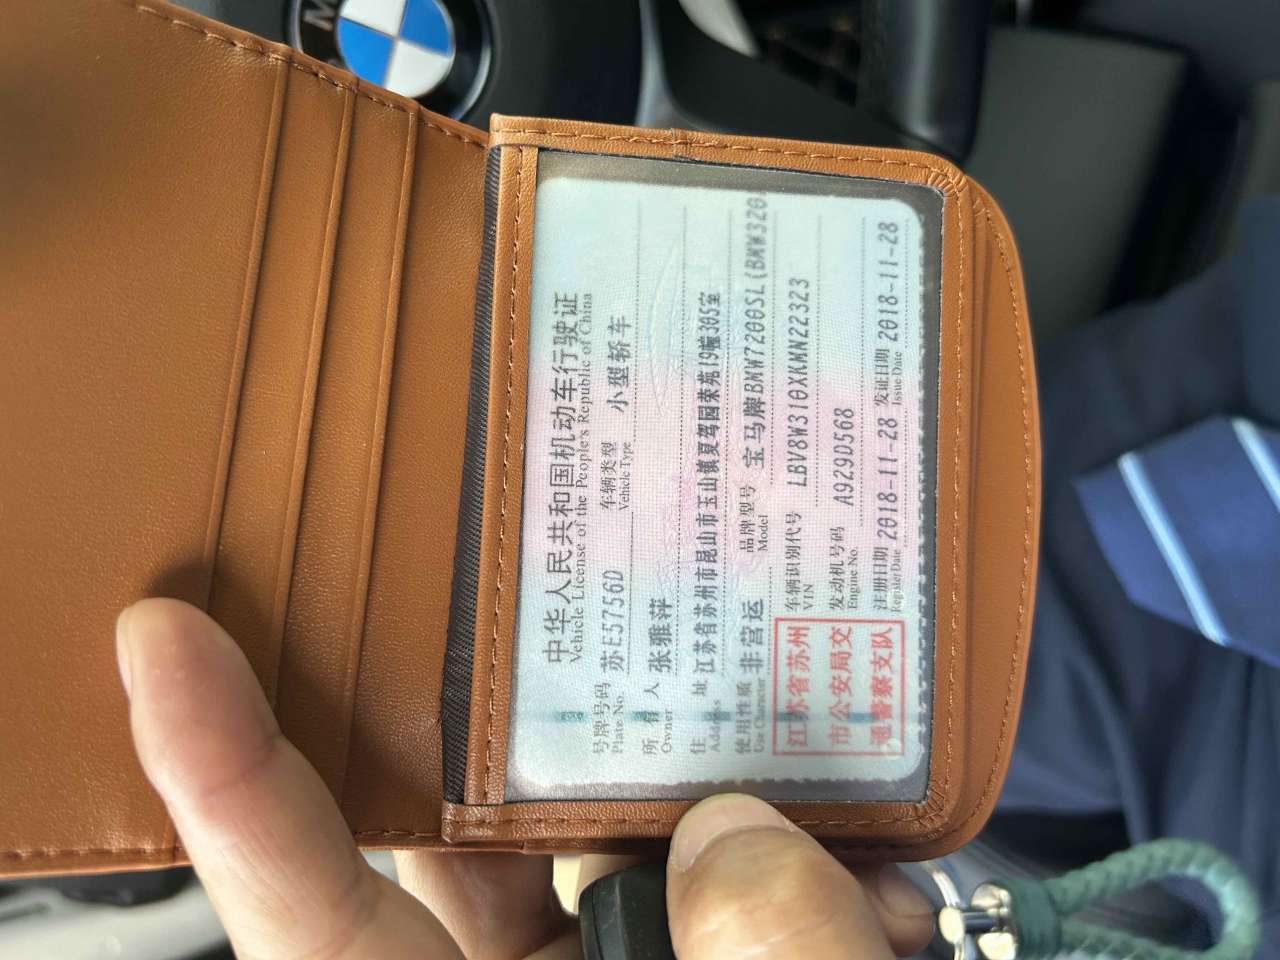 中华人民共和国机动车行驶证
Vehicle License of the People's Republic of China
号牌号码 苏E5756D 车辆类型 小型轿车
Plate No. Vehicle Type
所有人 张雅萍
Owner
住址 江苏省苏州市昆山市玉山镇夏驾园荣苑19幢305室
Address
使用性质 非营运 品牌型号 宝马牌BMW7200SL(BMW320
Use Character Model
江苏省苏州
市公安局交
通警察支队
车辆识别代号 LBV8W310XKMN22323
VIN
发动机号码 A929D568
Engine No.
注册日期 2018-11-28 发证日期 2018-11-28
Register Date Issue Date